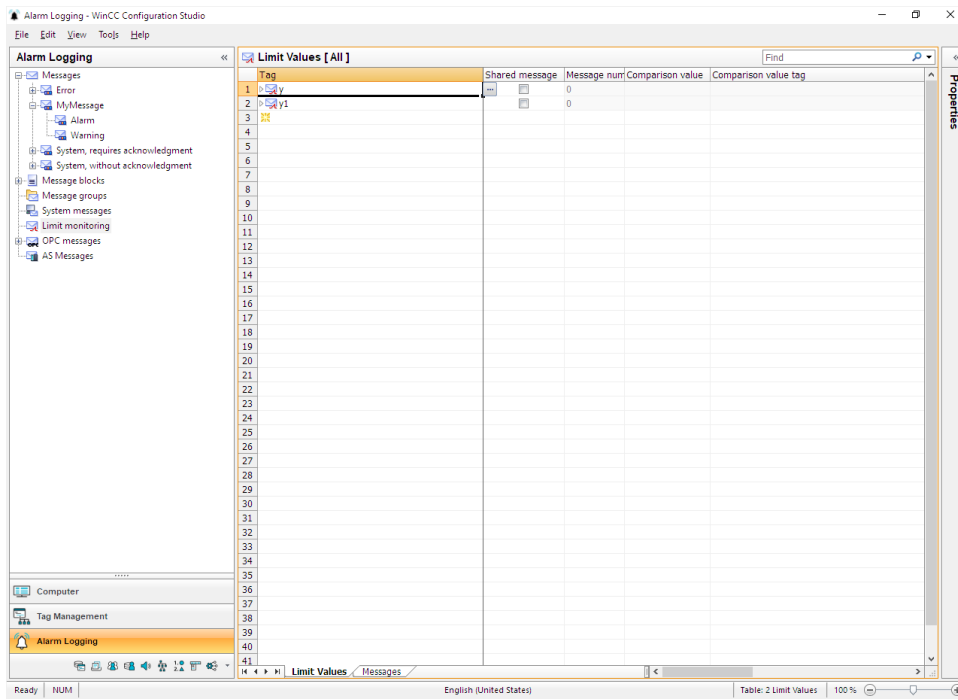 Alarm Logging - WinCC Configuration Studio
File Edit View Tools Help
Alarm Logging «
Messages
Error
MyMessage
Alarm
Warning
System, requires acknowledgment
System, without acknowledgment
Message blocks
Message groups
System messages
Limit monitoring
OPC messages
AS Messages
Computer
Tag Management
Alarm Logging
Limit Values [ All ] Find
Tag Shared message Message num Comparison value Comparison value tag
1 y ... 0
2 y1 0
3
4
5
6
7
8
9
10
11
12
13
14
15
16
17
18
19
20
21
22
23
24
25
26
27
28
29
30
31
32
33
34
35
36
37
38
39
40
41
Limit Values Messages
« Properties
Ready NUM English (United States) Table: 2 Limit Values 100 %